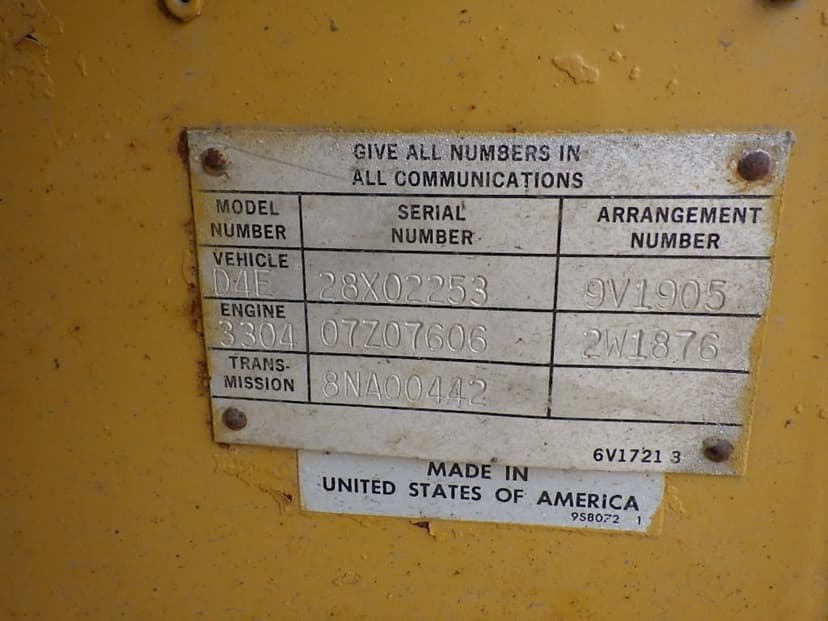 GIVE ALL NUMBERS IN
ALL COMMUNICATIONS
MODEL NUMBER SERIAL NUMBER ARRANGEMENT NUMBER
VEHICLE
D4E 28X02253 9V1905
ENGINE
3304 07Z07606 2W1876
TRANS-
MISSION 8NA00442
6V1721 3
MADE IN
UNITED STATES OF AMERICA
9S8072 1